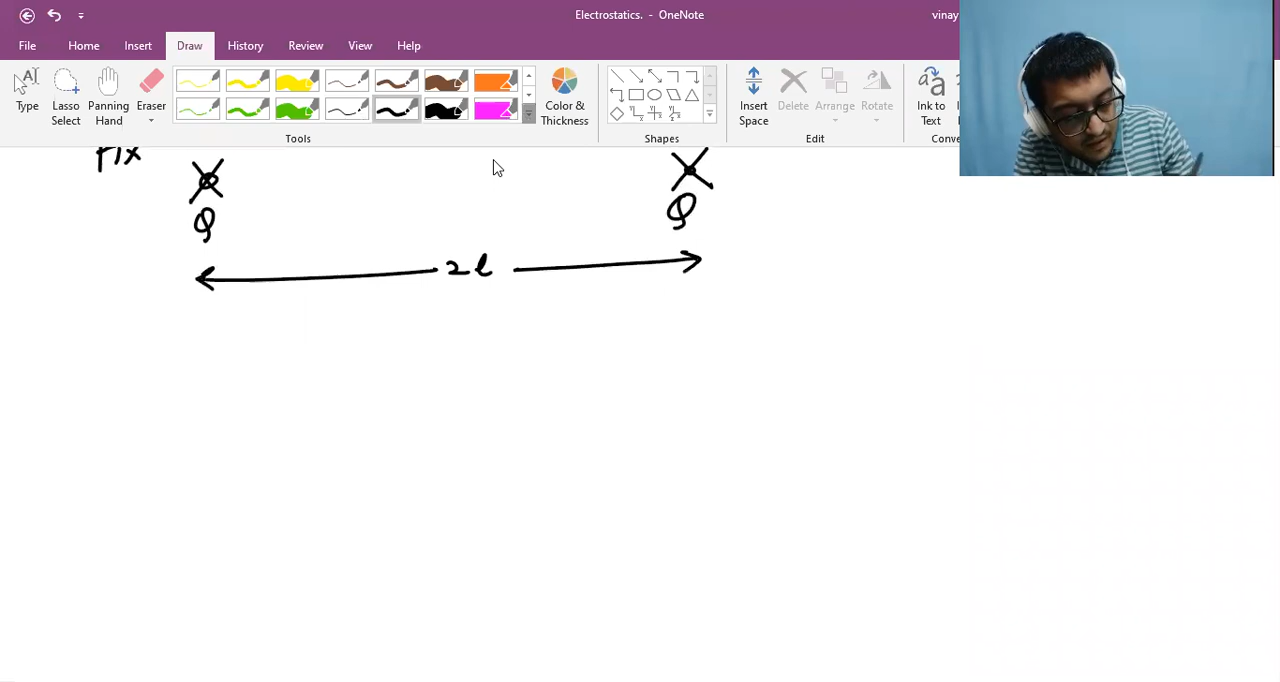 Electrostatics. - OneNote
vinay
File Home Insert Draw History Review View Help
Type
Lasso Select
Panning Hand
Eraser
Color & Thickness
Insert Space
Delete
Arrange
Rotate
Ink to Text
Tools
Shapes
Edit
Conve
Fix
Q Q
2l